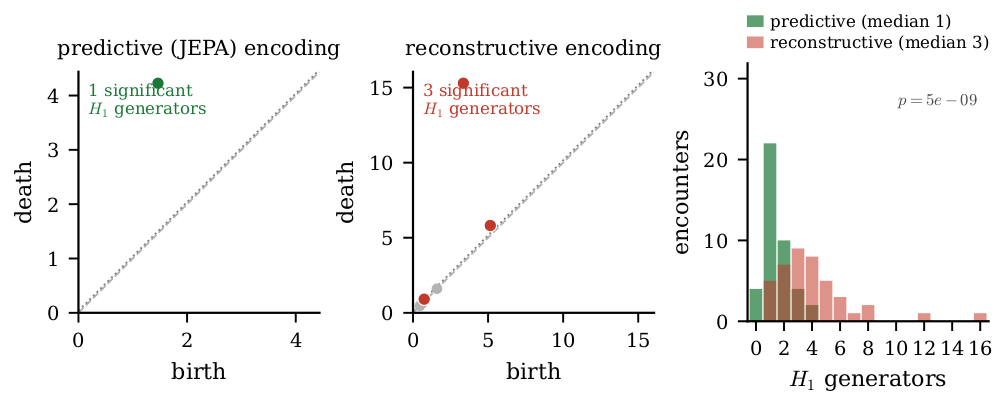 predictive (JEPA) encoding
1 significant
H₁ generators
4
3
2
1
0
0
2
4
death
birth
reconstructive encoding
3 significant
H₁ generators
15
10
5
0
0
5
10
15
death
birth
predictive (median 1)
reconstructive (median 3)
p = 5e − 09
30
20
10
0
0 2 4 6 8 10 12 14 16
encounters
H₁ generators